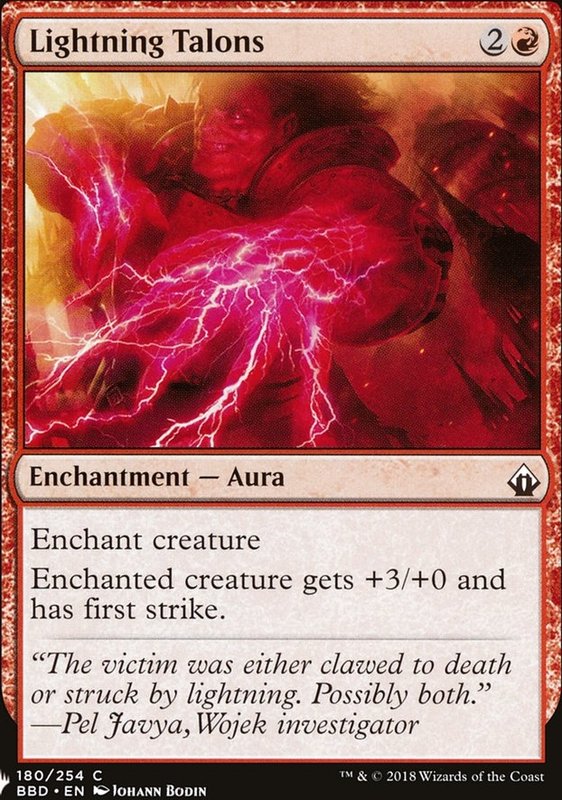 Lightning Talons 2
Enchantment — Aura
Enchant creature
Enchanted creature gets +3/+0 and
has first strike.
“The victim was either clawed to death
or struck by lightning. Possibly both.”
—Pel Javya, Wojek investigator
180/254 C
BBD • EN Johann Bodin
™ & © 2018 Wizards of the Coast